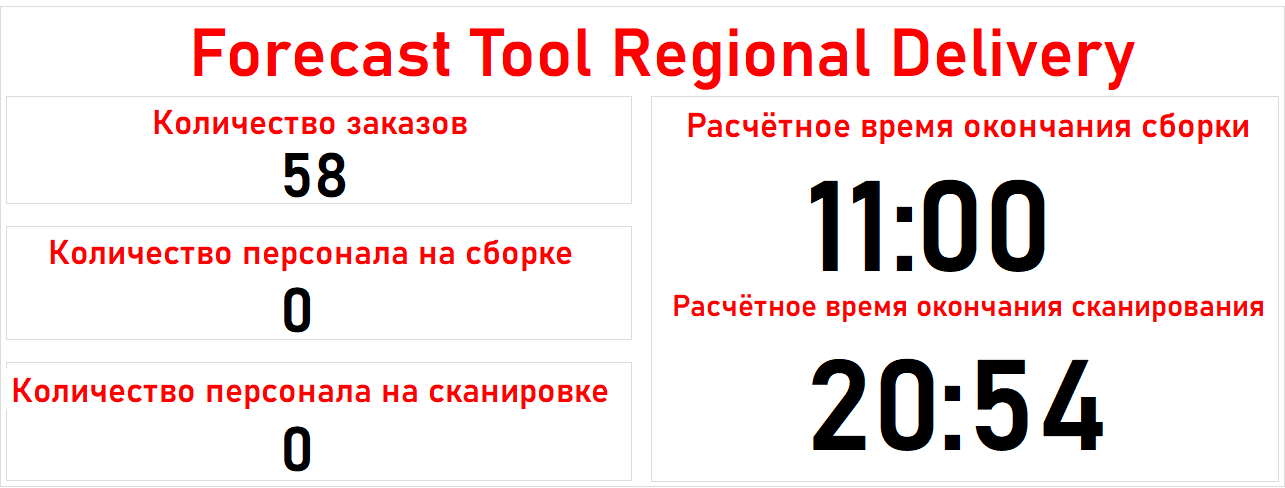 Forecast Tool Regional Delivery
Количество заказов
58
Количество персонала на сборке
0
Количество персонала на сканировке
0
Расчётное время окончания сборки
11:00
Расчётное время окончания сканирования
20:54